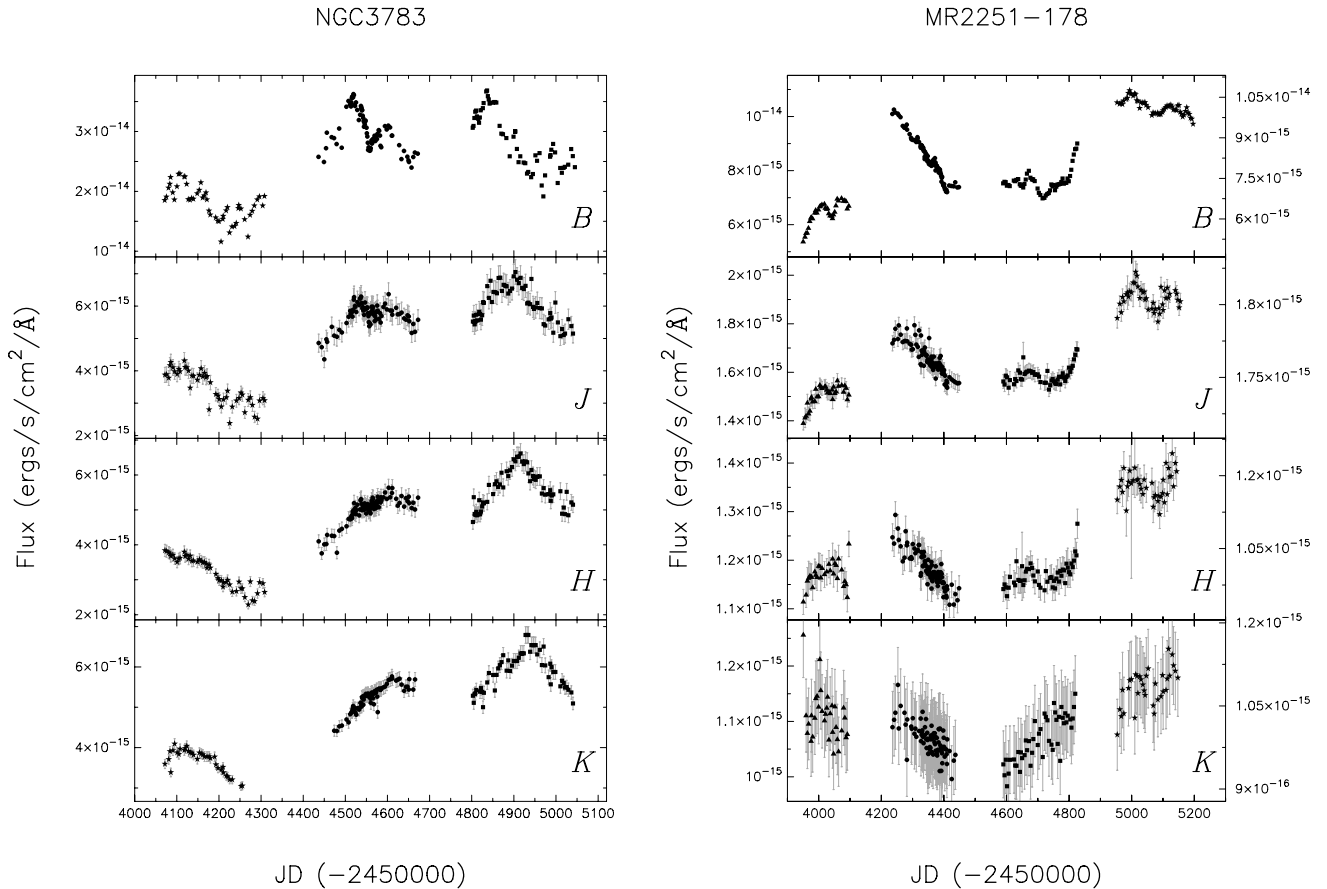 NGC3783
MR2251−178
Flux (ergs/s/cm²/Å)
3×10⁻¹⁴
2×10⁻¹⁴
10⁻¹⁴
B
6×10⁻¹⁵
4×10⁻¹⁵
2×10⁻¹⁵
J
6×10⁻¹⁵
4×10⁻¹⁵
2×10⁻¹⁵
H
6×10⁻¹⁵
4×10⁻¹⁵
K
4000 4100 4200 4300 4400 4500 4600 4700 4800 4900 5000 5100
JD (−2450000)
Flux (ergs/s/cm²/Å)
10⁻¹⁴
8×10⁻¹⁵
6×10⁻¹⁵
B
1.05×10⁻¹⁴
9×10⁻¹⁵
7.5×10⁻¹⁵
6×10⁻¹⁵
2×10⁻¹⁵
1.8×10⁻¹⁵
1.6×10⁻¹⁵
1.4×10⁻¹⁵
J
1.8×10⁻¹⁵
1.75×10⁻¹⁵
1.4×10⁻¹⁵
1.3×10⁻¹⁵
1.2×10⁻¹⁵
1.1×10⁻¹⁵
H
1.2×10⁻¹⁵
1.05×10⁻¹⁵
1.2×10⁻¹⁵
1.1×10⁻¹⁵
10⁻¹⁵
K
1.2×10⁻¹⁵
1.05×10⁻¹⁵
9×10⁻¹⁶
4000 4200 4400 4600 4800 5000 5200
JD (−2450000)